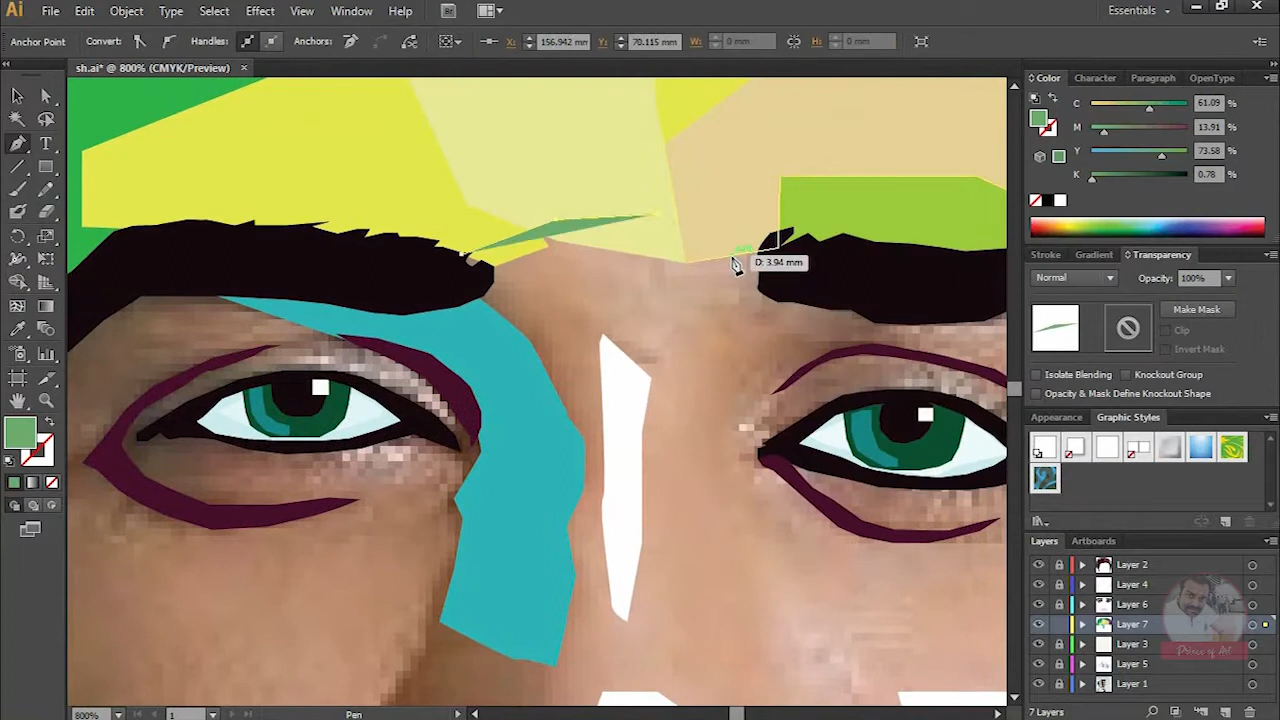 Ai File Edit Object Type Select Effect View Window Help Br Essentials
Anchor Point Convert: Handles: Anchors: X: 156.942 mm Y: 70.115 mm W: 0 mm H: 0 mm
sh.ai* @ 800% (CMYK/Preview) ×
Color Character Paragraph OpenType
C 61.09 %
M 13.91 %
Y 73.58 %
K 0.78 %
Stroke Gradient Transparency
Normal Opacity: 100%
Make Mask
Clip
Invert Mask
Isolate Blending Knockout Group
Opacity & Mask Define Knockout Shape
Appearance Graphic Styles
D: 3.94 mm
Layers Artboards
Layer 2
Layer 4
Layer 6
Layer 7
Layer 3
Layer 5
Layer 1
Prince of Art
7 Layers
800% 1 Pen